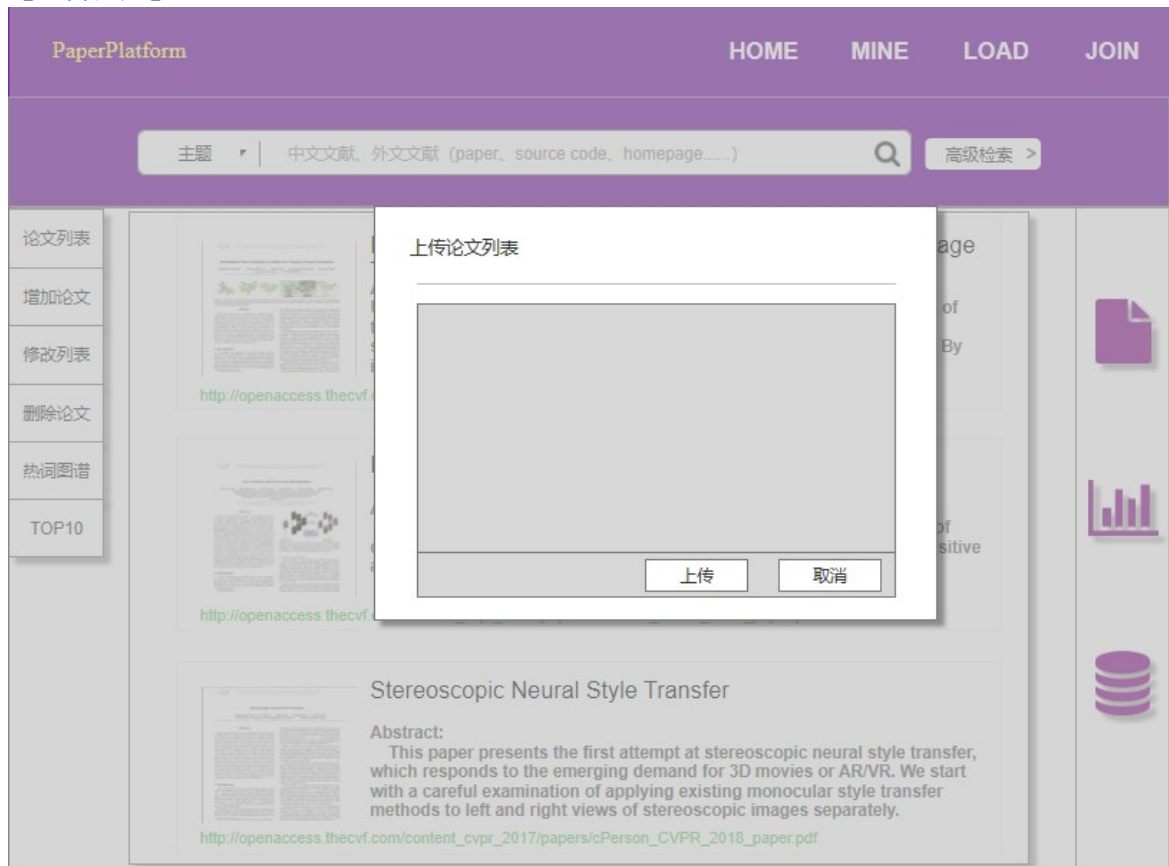 PaperPlatform
HOME MINE LOAD JOIN
主题 中文文献、外文文献 (paper、source code、homepage......)
高级检索 >
论文列表
增加论文
修改列表
删除论文
热词图谱
TOP10
上传论文列表
上传 取消
age
of
By
http://openaccess.thecvf.
of
sitive
http://openaccess.thecvf.
Stereoscopic Neural Style Transfer
Abstract:
This paper presents the first attempt at stereoscopic neural style transfer,
which responds to the emerging demand for 3D movies or AR/VR. We start
with a careful examination of applying existing monocular style transfer
methods to left and right views of stereoscopic images separately.
http://openaccess.thecvf.com/content_cvpr_2017/papers/cPerson_CVPR_2018_paper.pdf